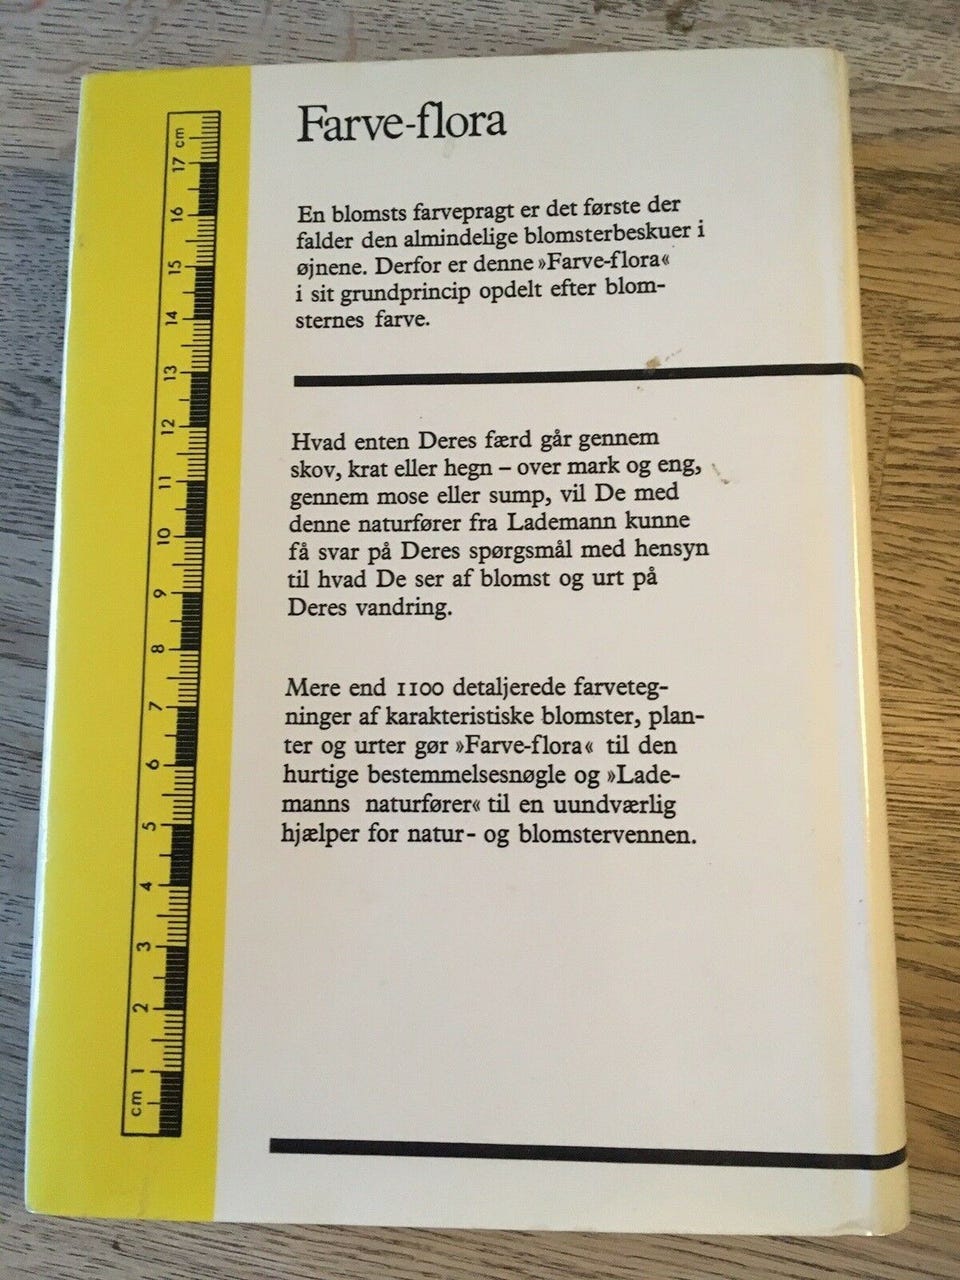 Farve-flora
En blomsts farvepragt er det første der
falder den almindelige blomsterbeskuer i
øjnene. Derfor er denne »Farve-flora«
i sit grundprincip opdelt efter blom-
sternes farve.
Hvad enten Deres færd går gennem
skov, krat eller hegn – over mark og eng,
gennem mose eller sump, vil De med
denne naturfører fra Lademann kunne
få svar på Deres spørgsmål med hensyn
til hvad De ser af blomst og urt på
Deres vandring.
Mere end 1100 detaljerede farveteg-
ninger af karakteristiske blomster, plan-
ter og urter gør »Farve-flora« til den
hurtige bestemmelsesnøgle og »Lade-
manns naturfører« til en uundværlig
hjælper for natur- og blomstervennen.
cm 1 2 3 4 5 6 7 8 9 10 11 12 13 14 15 16 17 cm